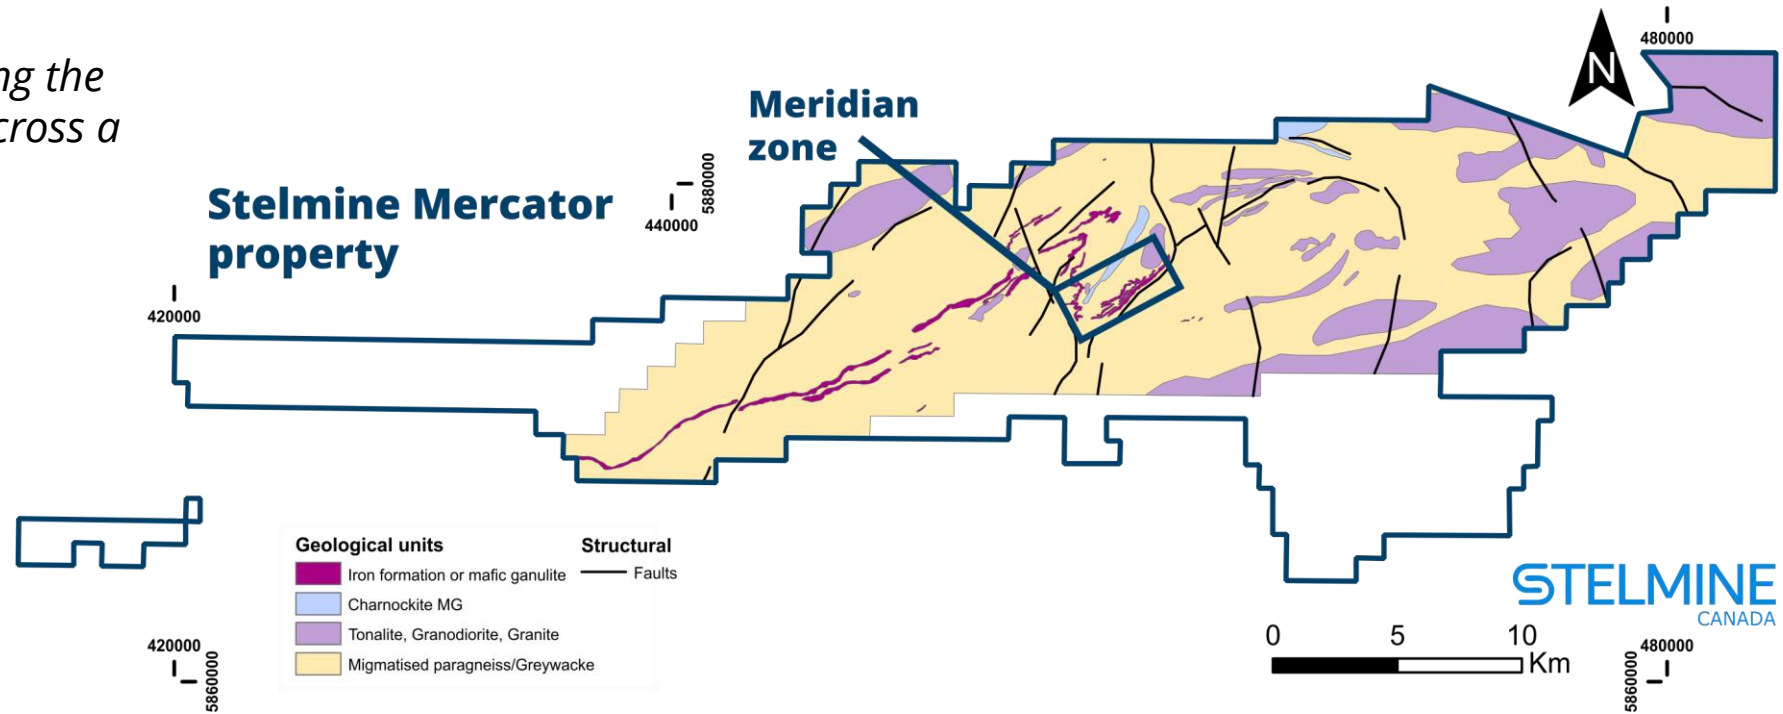 ng the
cross a
Stelmine Mercator
property
Meridian
zone
N
480000
5880000
440000
420000
Geological units
Structural
Iron formation or mafic ganulite
Faults
Charnockite MG
Tonalite, Granodiorite, Granite
Migmatised paragneiss/Greywacke
STELMINE
CANADA
0 5 10
Km
420000
5860000
480000
5860000